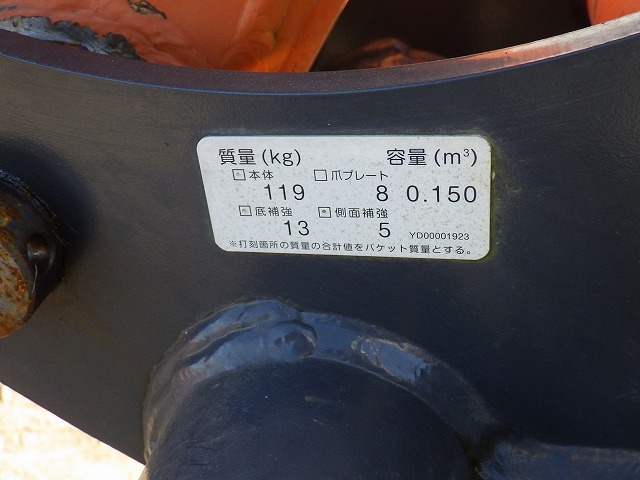 質量(kg) 容量(m³)
☐本体 ☐爪プレート
119 8 0.150
☐底補強 ☐側面補強
13 5 YD00001923
※打刻箇所の質量の合計値をバケット質量とする。